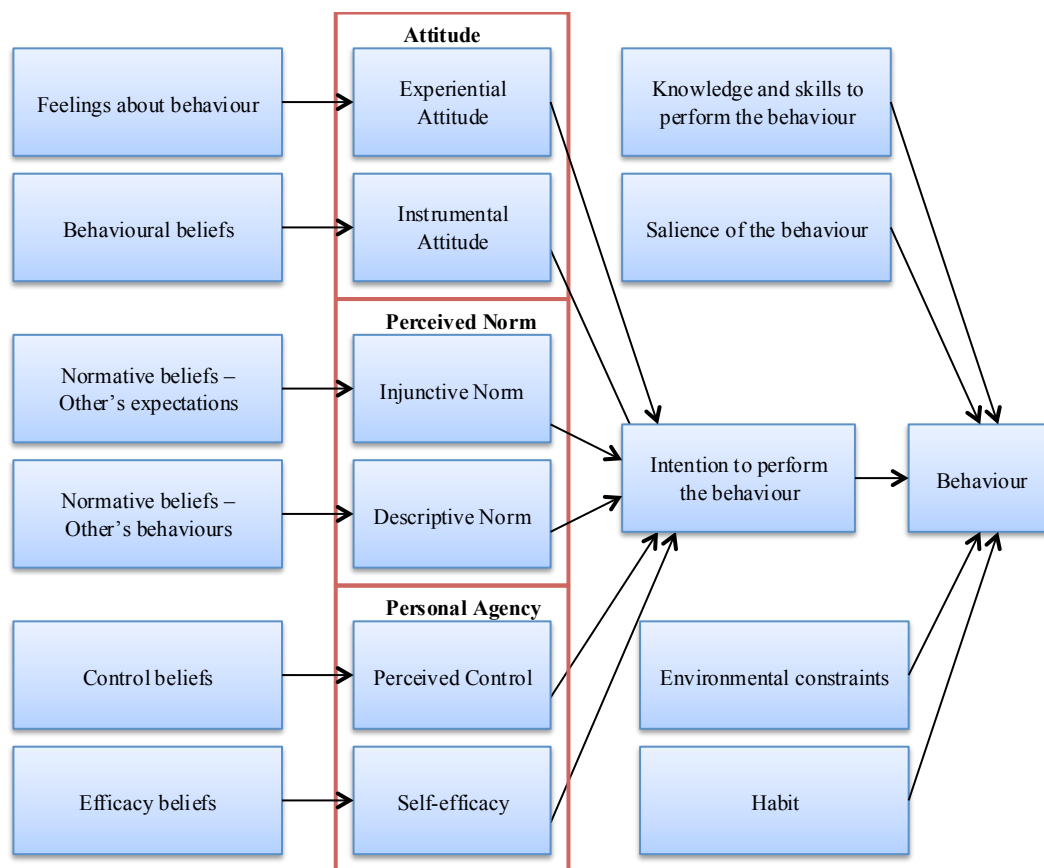 Attitude
Feelings about behaviour
Experiential
Attitude
Knowledge and skills to
perform the behaviour
Behavioural beliefs
Instrumental
Attitude
Salience of the behaviour
Perceived Norm
Normative beliefs –
Other’s expectations
Injunctive Norm
Normative beliefs –
Other’s behaviours
Descriptive Norm
Intention to perform
the behaviour
Behaviour
Personal Agency
Control beliefs
Perceived Control
Environmental constraints
Efficacy beliefs
Self-efficacy
Habit